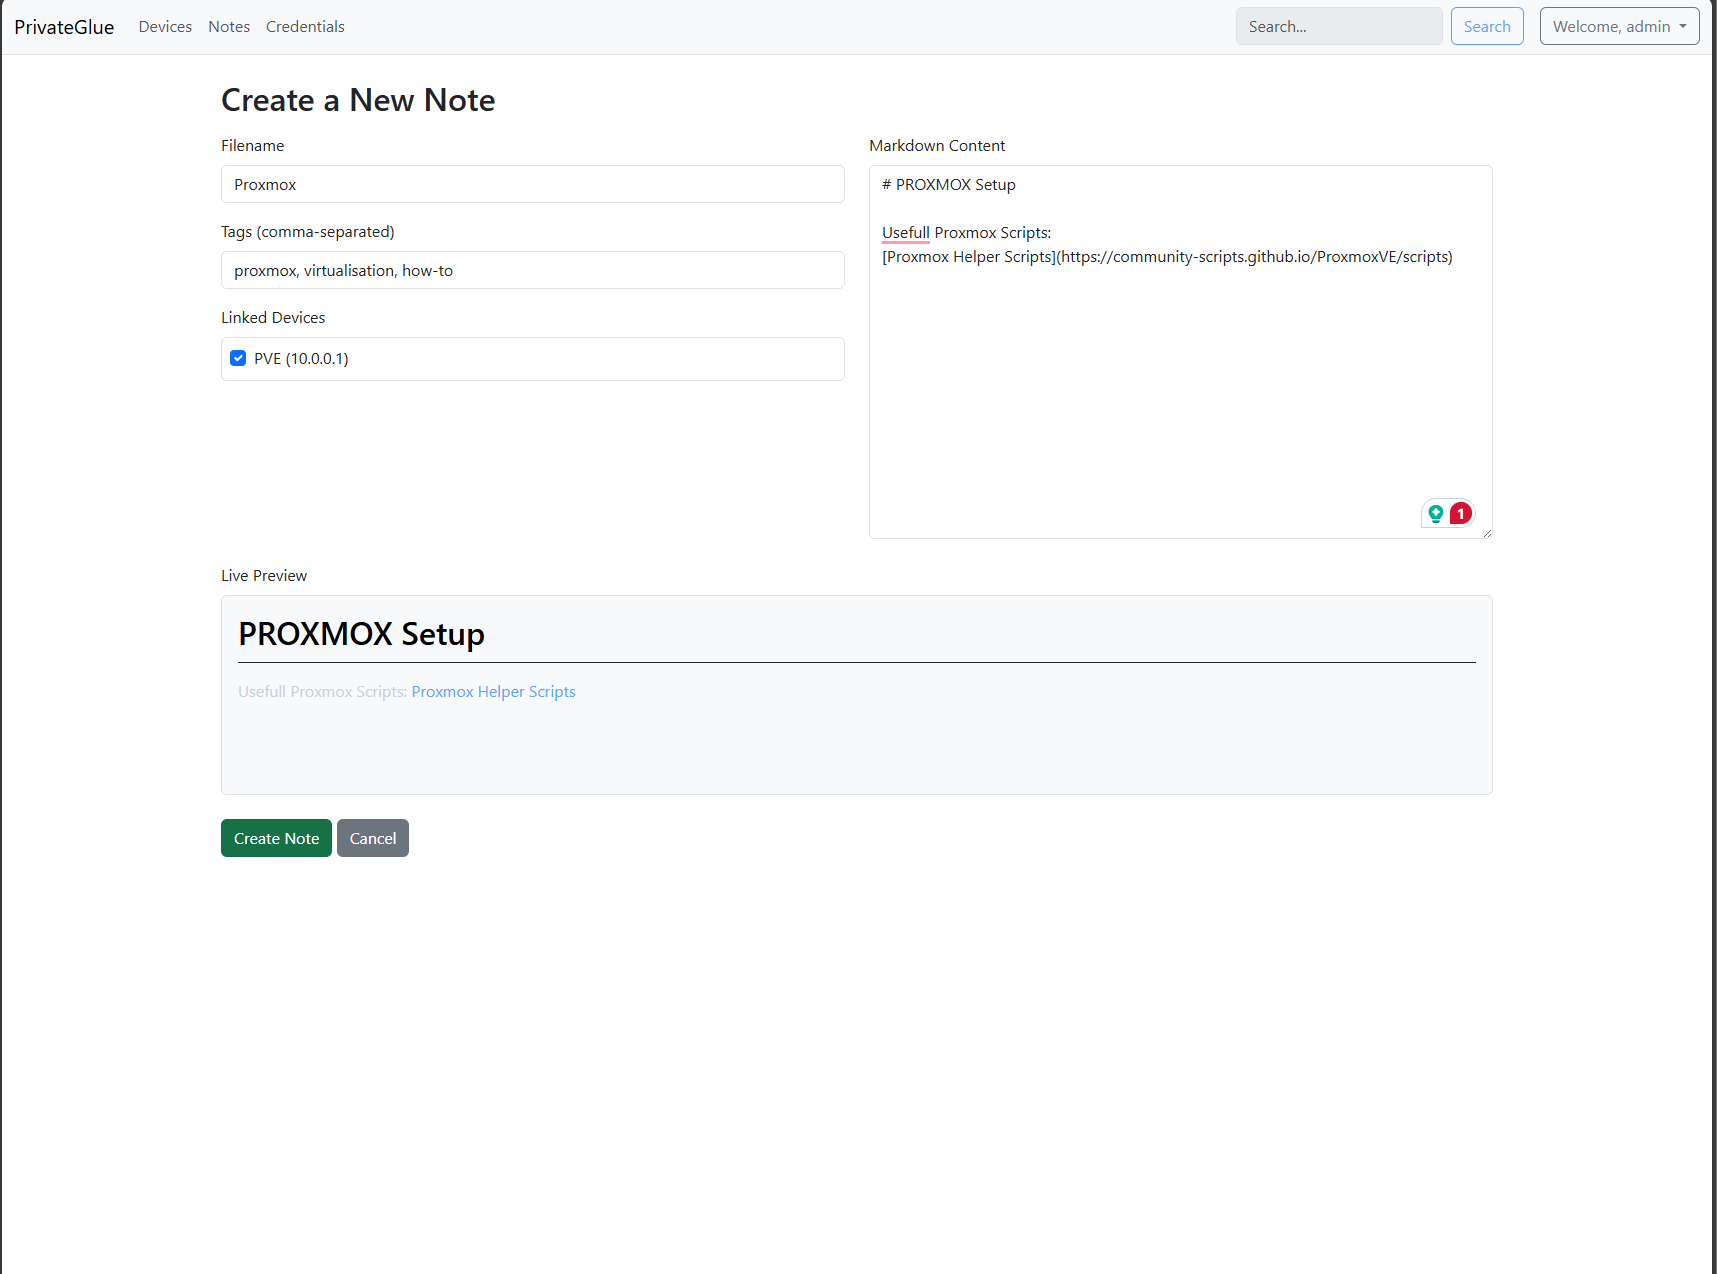 PrivateGlue Devices Notes Credentials Search... Search Welcome, admin
Create a New Note
Filename
Proxmox
Tags (comma-separated)
proxmox, virtualisation, how-to
Linked Devices
PVE (10.0.0.1)
Markdown Content
# PROXMOX Setup
Usefull Proxmox Scripts:
[Proxmox Helper Scripts](https://community-scripts.github.io/ProxmoxVE/scripts)
1
Live Preview
PROXMOX Setup
Usefull Proxmox Scripts: Proxmox Helper Scripts
Create Note Cancel